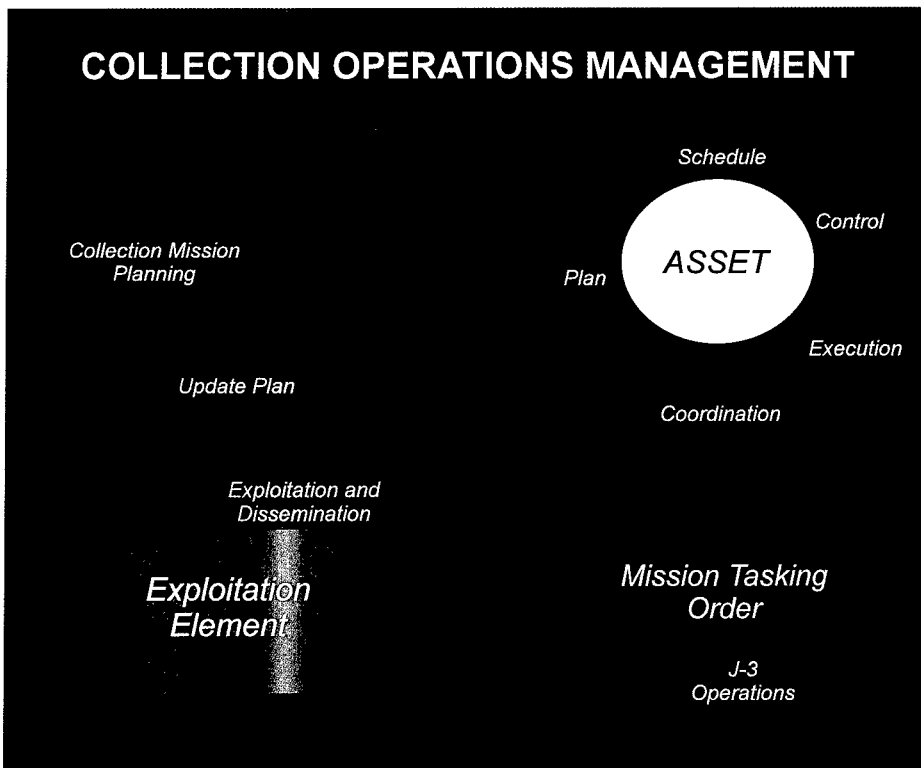 COLLECTION OPERATIONS MANAGEMENT
Schedule
Control
Collection Mission
Planning
Plan
ASSET
Execution
Update Plan
Coordination
Exploitation and
Dissemination
Exploitation
Element
Mission Tasking
Order
J-3
Operations